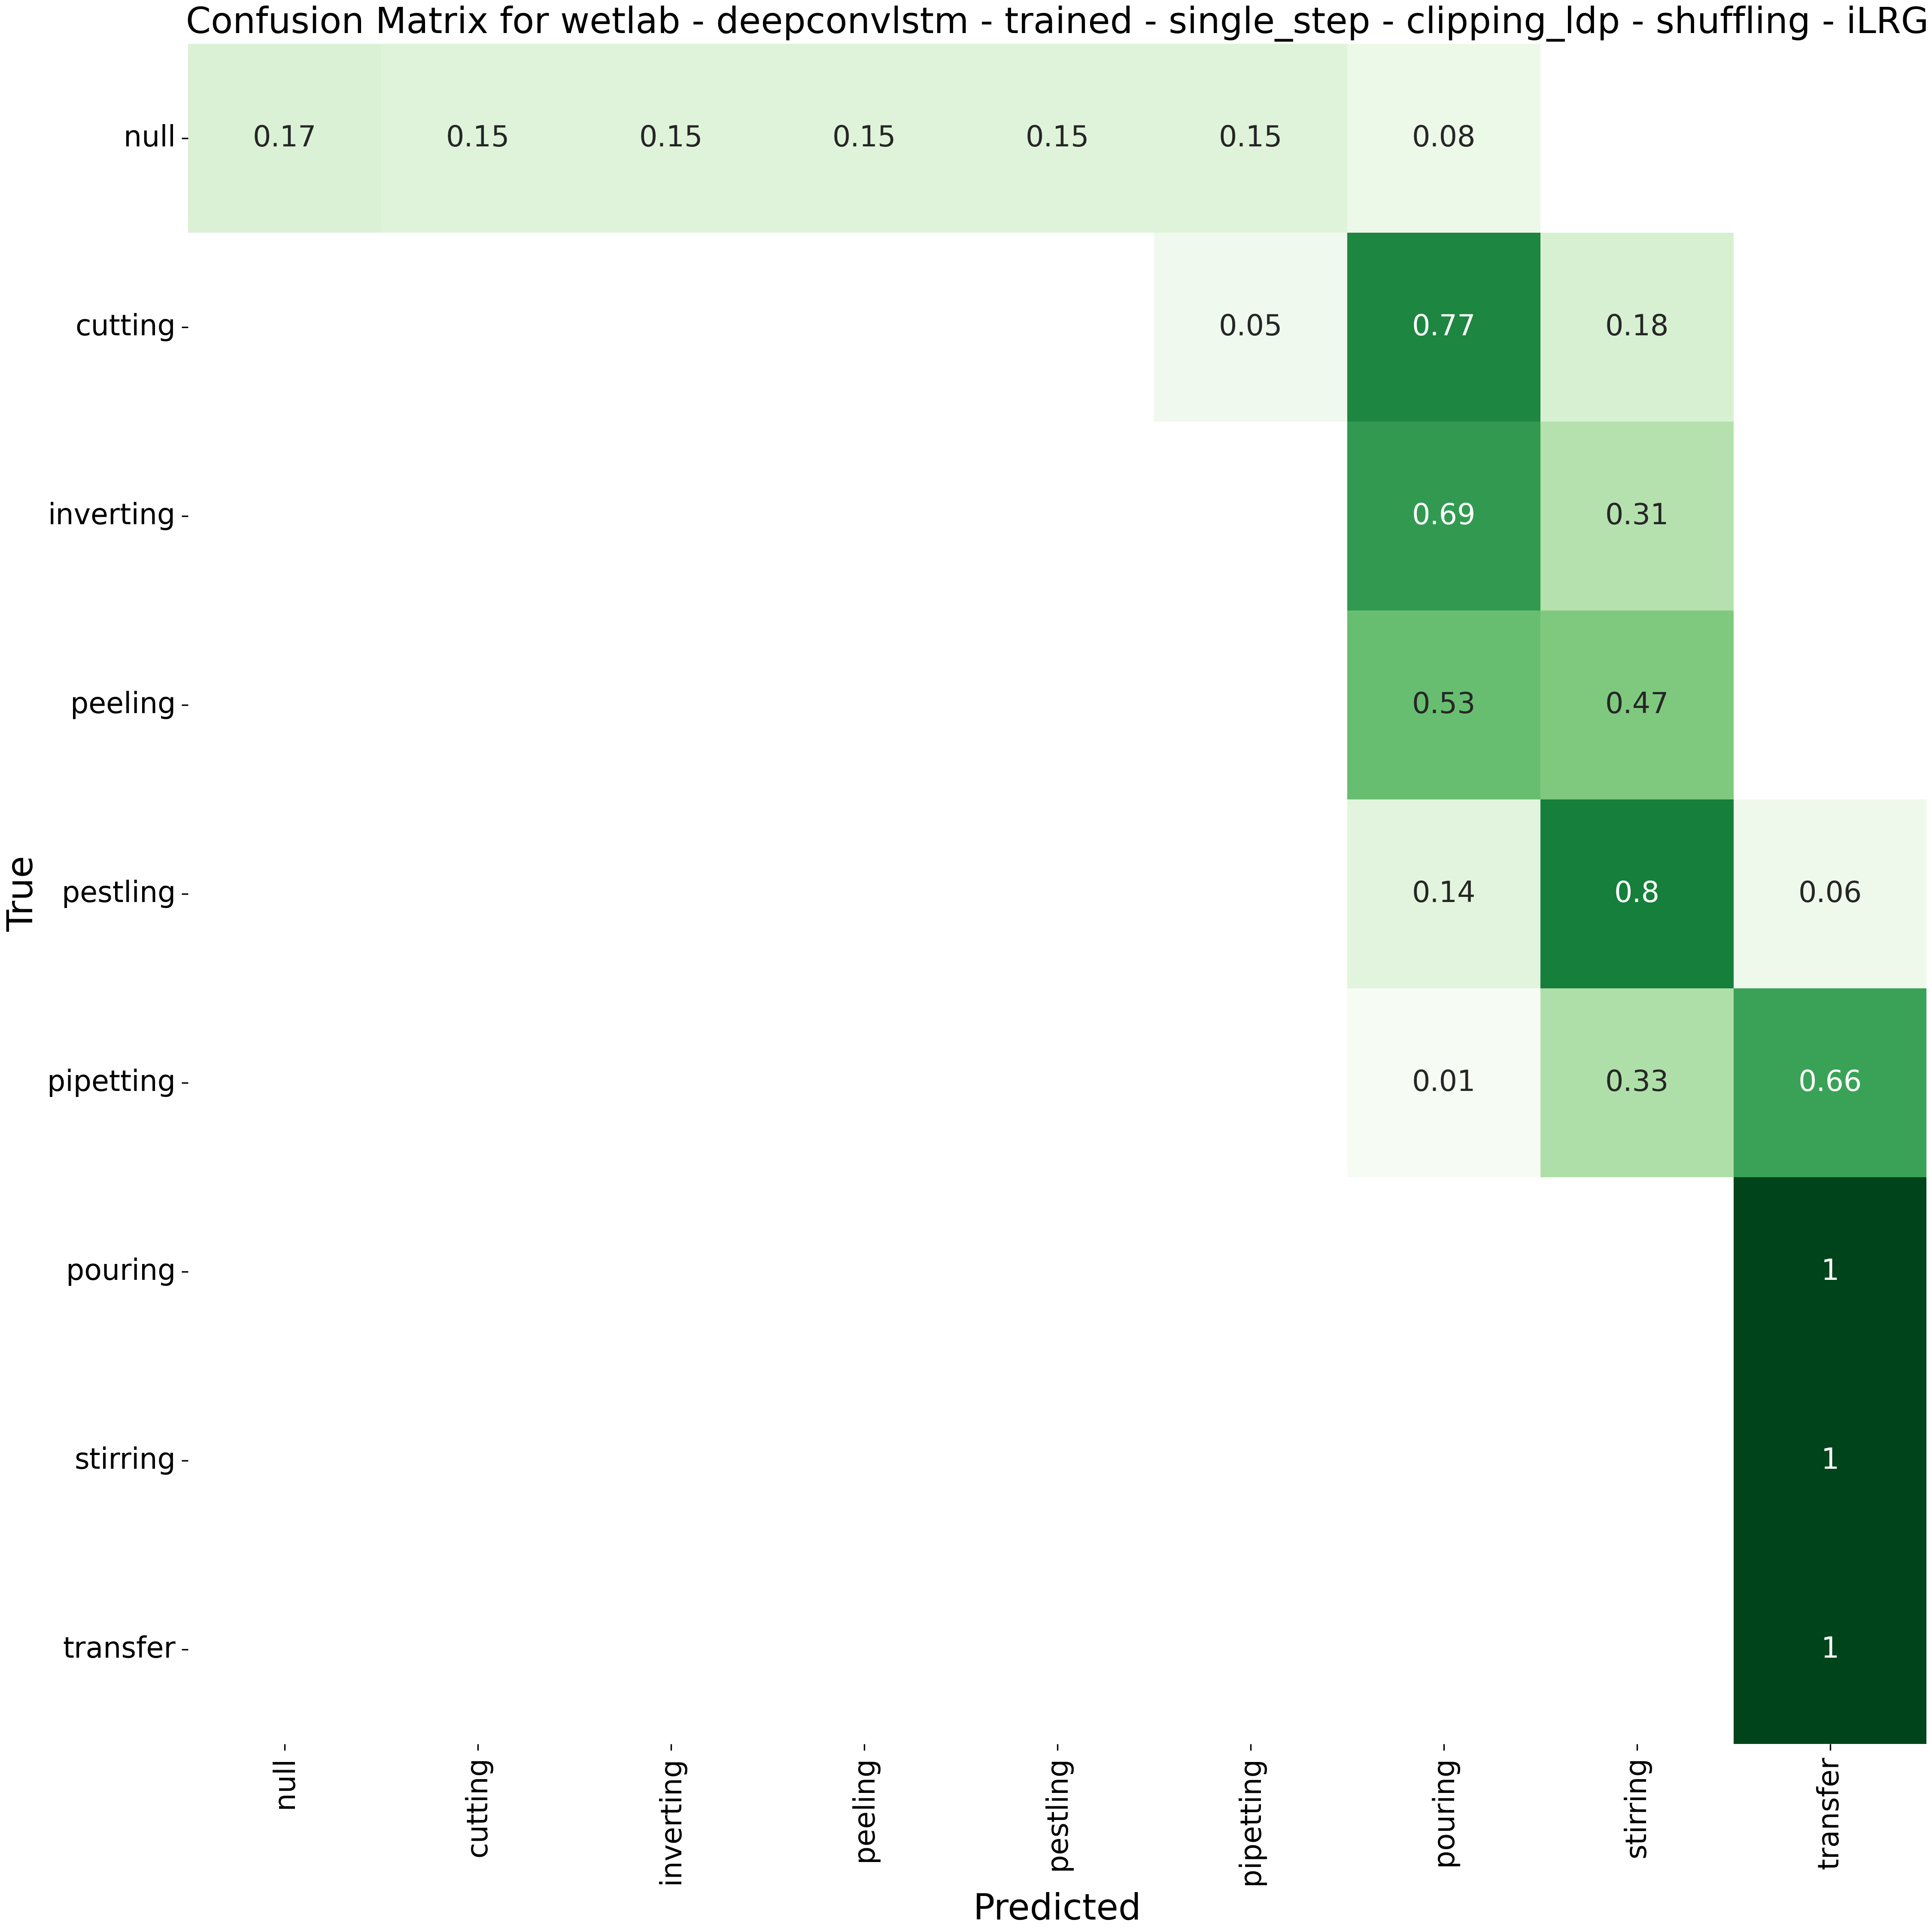 Confusion Matrix for wetlab - deepconvlstm - trained - single_step - clipping_ldp - shuffling - iLRG
null 0.17 0.15 0.15 0.15 0.15 0.15 0.08
cutting 0.05 0.77 0.18
inverting 0.69 0.31
peeling 0.53 0.47
pestling 0.14 0.8 0.06
pipetting 0.01 0.33 0.66
pouring 1
stirring 1
transfer 1
True
null cutting inverting peeling pestling pipetting pouring stirring transfer
Predicted